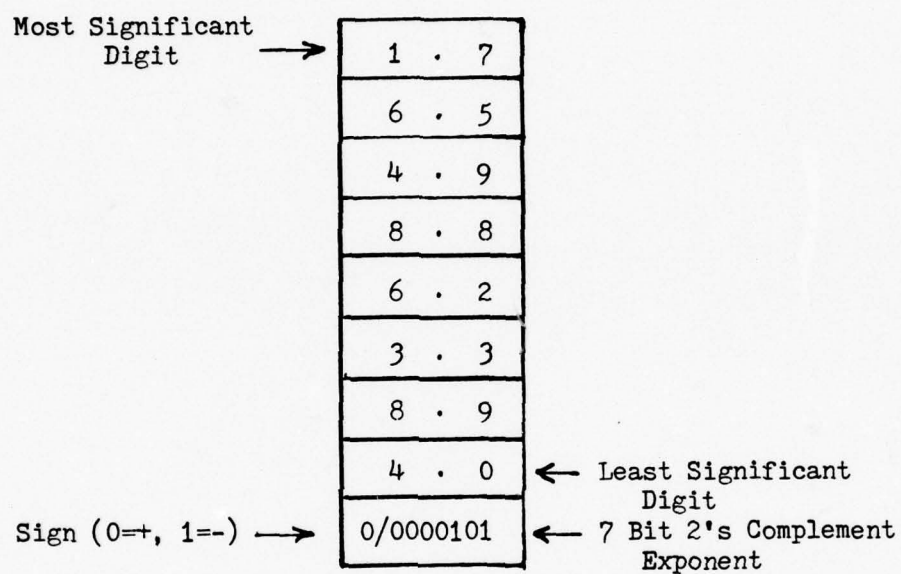 Most Significant
Digit
1 . 7
6 . 5
4 . 9
8 . 8
6 . 2
3 . 3
8 . 9
4 . 0
Least Significant
Digit
Sign (0=+, 1=-)
0/0000101
7 Bit 2's Complement
Exponent